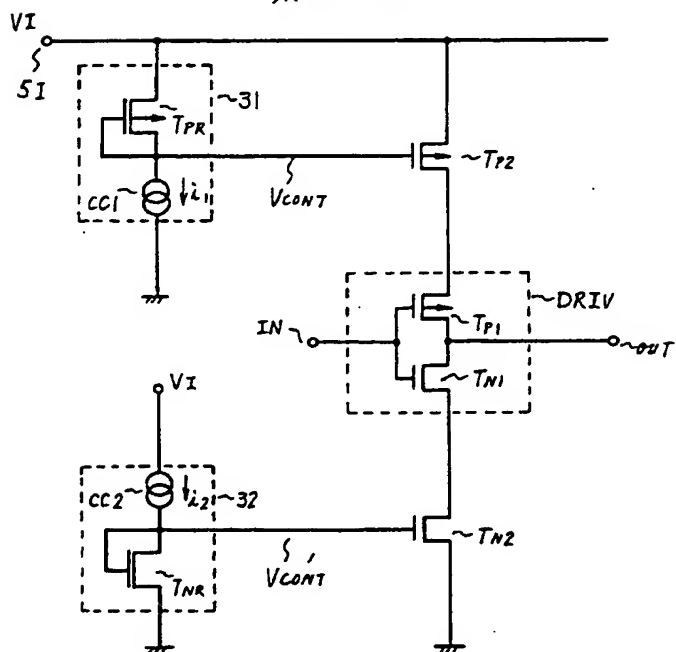 VI
5I
31
TPR
CC1
i1
VCONT
TP2
DRIV
IN
TP1
OUT
TN1
VI
CC2
i2
32
TNR
VCONT'
TN2